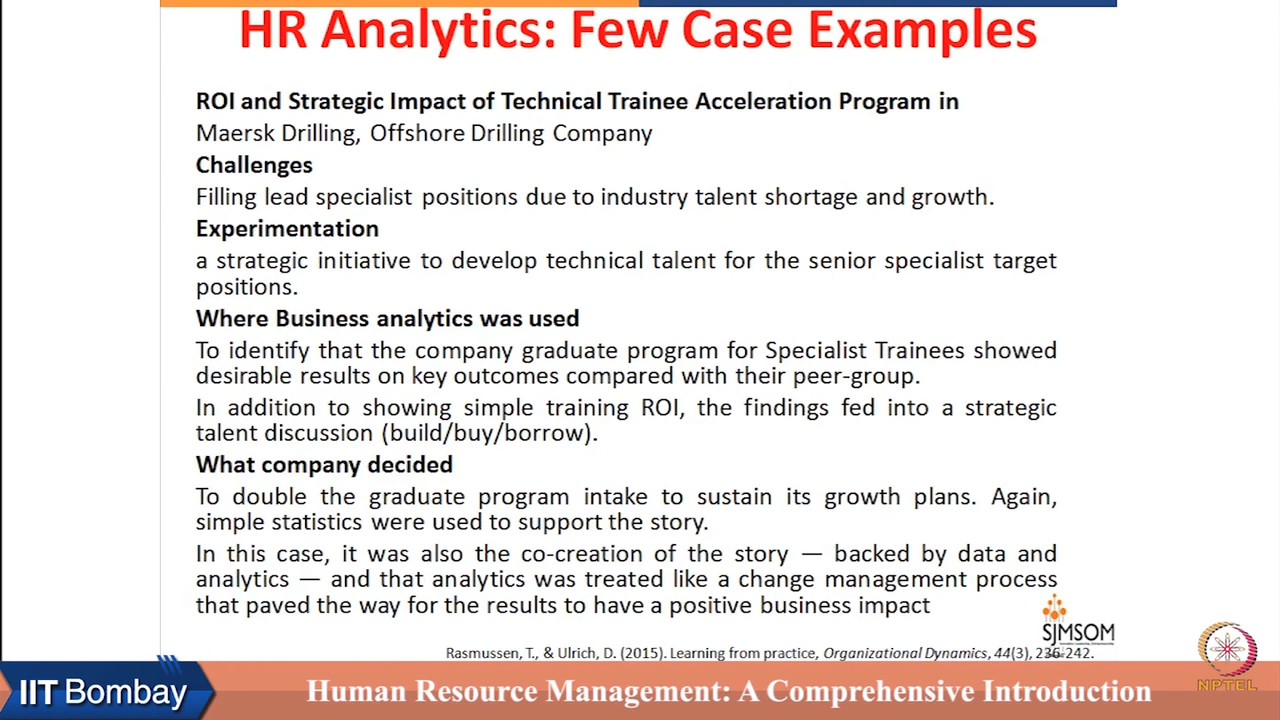 HR Analytics: Few Case Examples
ROI and Strategic Impact of Technical Trainee Acceleration Program in
Maersk Drilling, Offshore Drilling Company
Challenges
Filling lead specialist positions due to industry talent shortage and growth.
Experimentation
a strategic initiative to develop technical talent for the senior specialist target
positions.
Where Business analytics was used
To identify that the company graduate program for Specialist Trainees showed
desirable results on key outcomes compared with their peer-group.
In addition to showing simple training ROI, the findings fed into a strategic
talent discussion (build/buy/borrow).
What company decided
To double the graduate program intake to sustain its growth plans. Again,
simple statistics were used to support the story.
In this case, it was also the co-creation of the story — backed by data and
analytics — and that analytics was treated like a change management process
that paved the way for the results to have a positive business impact
SJMSOM
Rasmussen, T., & Ulrich, D. (2015). Learning from practice, Organizational Dynamics, 44(3), 236-242.
IIT Bombay
Human Resource Management: A Comprehensive Introduction
NPTEL